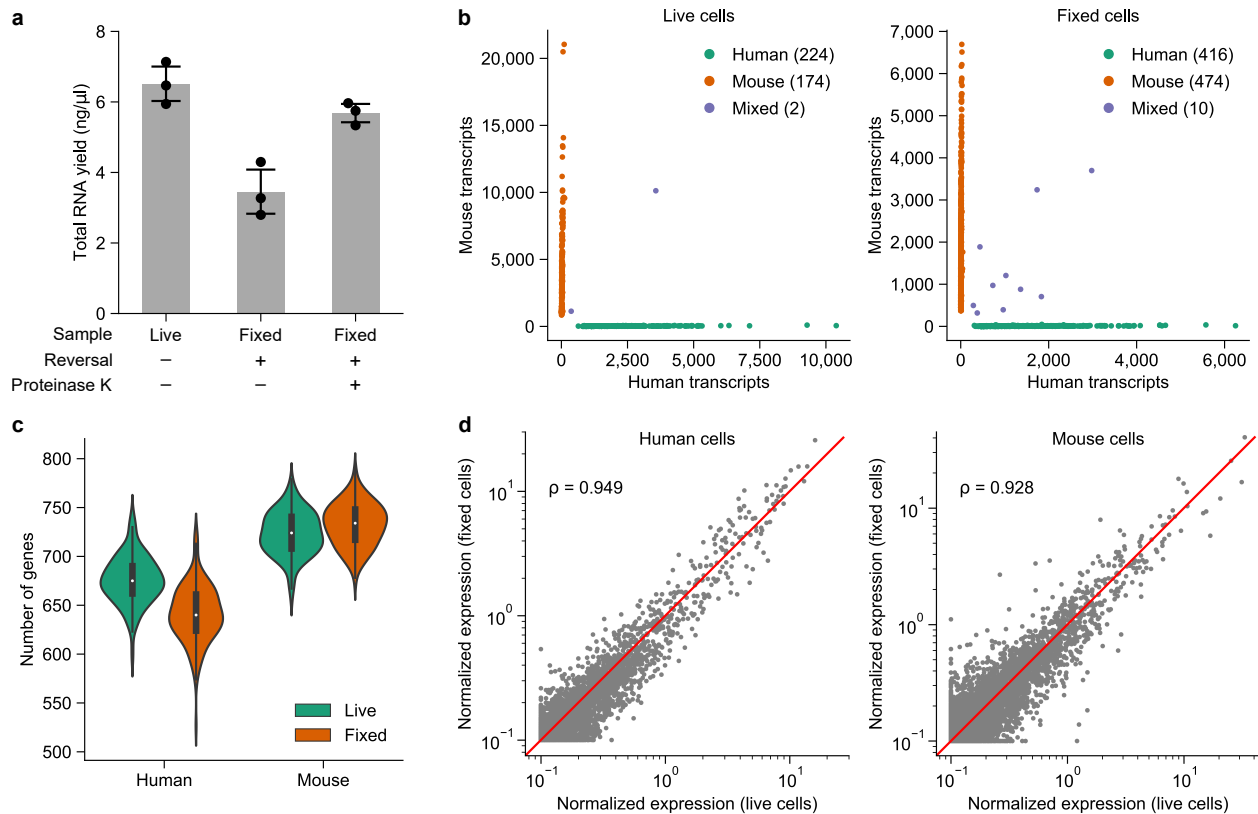 a
Total RNA yield (ng/µl)
8
6
4
2
0
Sample Live Fixed Fixed
Reversal – + +
Proteinase K – – +
b
Live cells
Mouse transcripts
20,000
15,000
10,000
5,000
0
Human (224)
Mouse (174)
Mixed (2)
0 2,500 5,000 7,500 10,000
Human transcripts
Fixed cells
Mouse transcripts
7,000
6,000
5,000
4,000
3,000
2,000
1,000
0
Human (416)
Mouse (474)
Mixed (10)
0 2,000 4,000 6,000
Human transcripts
c
Number of genes
800
750
700
650
600
550
500
Live
Fixed
Human Mouse
d
Human cells
Normalized expression (fixed cells)
ρ = 0.949
10¹
10⁰
10⁻¹
10⁻¹ 10⁰ 10¹
Normalized expression (live cells)
Mouse cells
Normalized expression (fixed cells)
ρ = 0.928
10¹
10⁰
10⁻¹
10⁻¹ 10⁰ 10¹
Normalized expression (live cells)